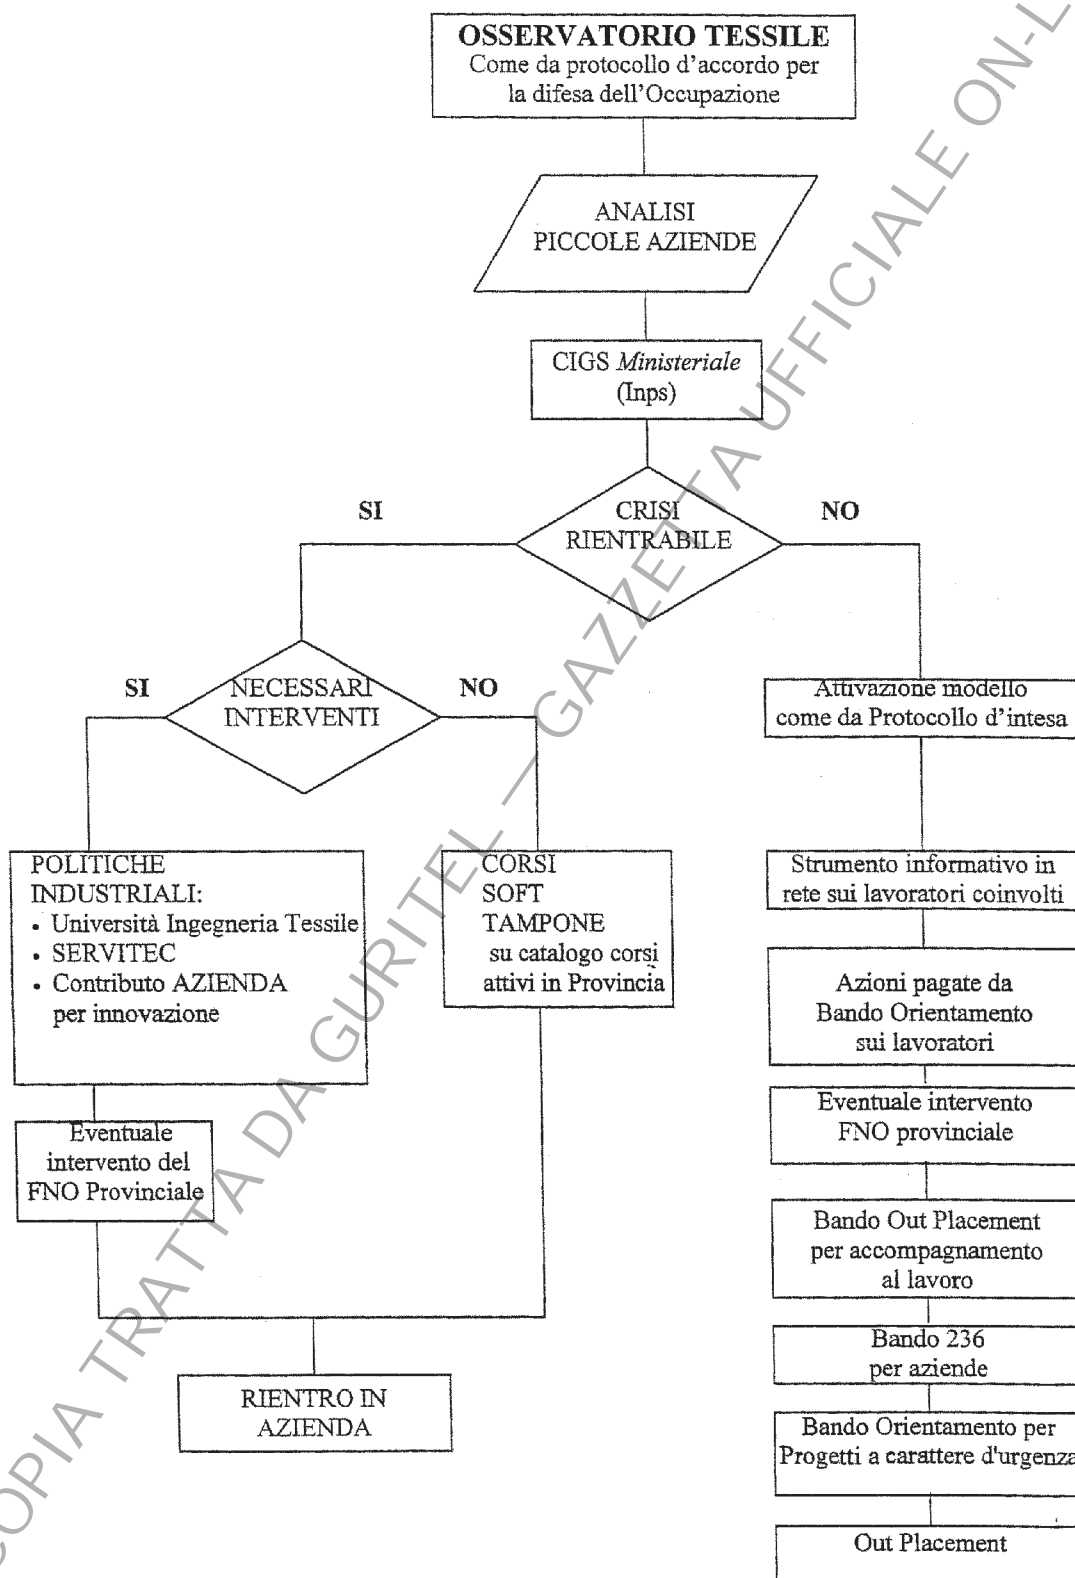 OSSERVATORIO TESSILE
Come da protocollo d'accordo per
la difesa dell'Occupazione
ANALISI
PICCOLE AZIENDE
CIGS Ministeriale
(Inps)
SI
CRISI
RIENTRABILE
NO
SI
NECESSARI
INTERVENTI
NO
Attivazione modello
come da Protocollo d'intesa
POLITICHE
INDUSTRIALI:
• Università Ingegneria Tessile
• SERVITEC
• Contributo AZIENDA
per innovazione
CORSI
SOFT
TAMPONE
su catalogo corsi
attivi in Provincia
Strumento informativo in
rete sui lavoratori coinvolti
Azioni pagate da
Bando Orientamento
sui lavoratori
Eventuale intervento
FNO provinciale
Eventuale
intervento del
FNO Provinciale
Bando Out Placement
per accompagnamento
al lavoro
Bando 236
per aziende
RIENTRO IN
AZIENDA
Bando Orientamento per
Progetti a carattere d'urgenza
Out Placement
COPIA TRATTA DA GURITEL — GAZZETTA UFFICIALE ON-L